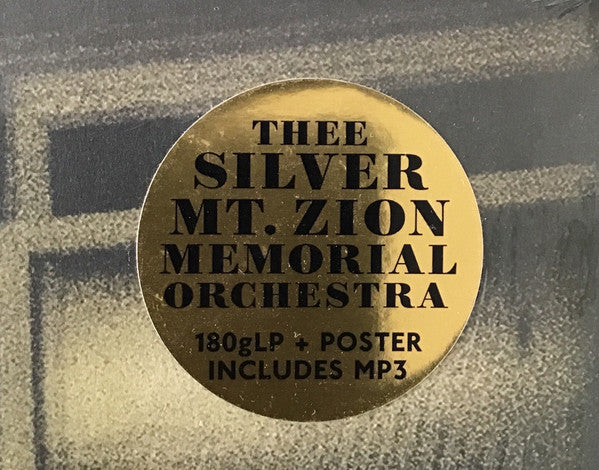 THEE
SILVER
MT. ZION
MEMORIAL
ORCHESTRA
180gLP + POSTER
INCLUDES MP3